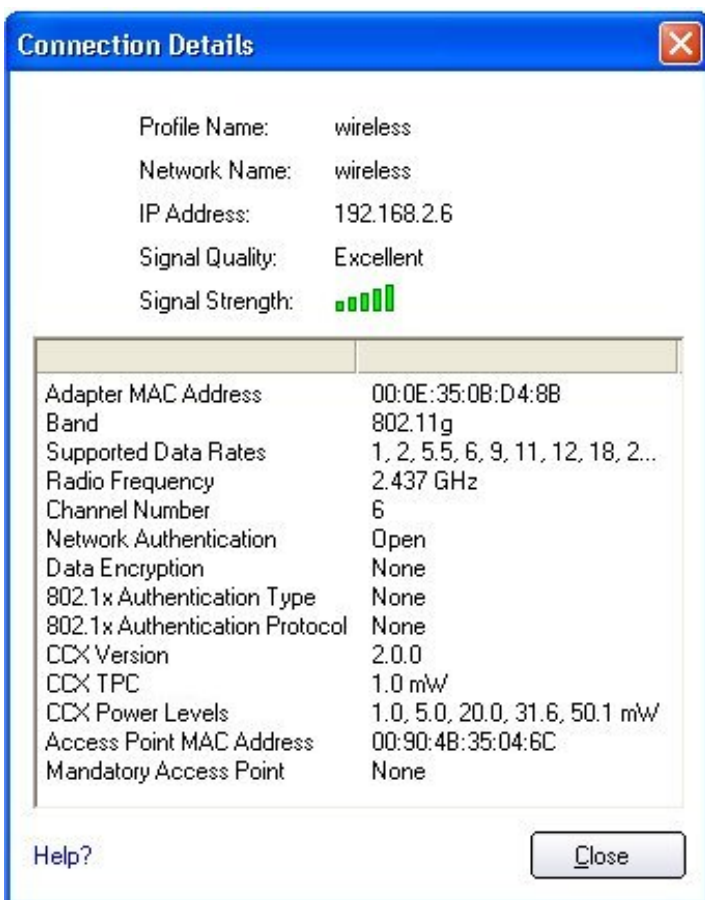 Connection Details
Profile Name: wireless
Network Name: wireless
IP Address: 192.168.2.6
Signal Quality: Excellent
Signal Strength:
Adapter MAC Address 00:0E:35:0B:D4:8B
Band 802.11g
Supported Data Rates 1, 2, 5.5, 6, 9, 11, 12, 18, 2...
Radio Frequency 2.437 GHz
Channel Number 6
Network Authentication Open
Data Encryption None
802.1x Authentication Type None
802.1x Authentication Protocol None
CCX Version 2.0.0
CCX TPC 1.0 mW
CCX Power Levels 1.0, 5.0, 20.0, 31.6, 50.1 mW
Access Point MAC Address 00:90:4B:35:04:6C
Mandatory Access Point None
Help? Close